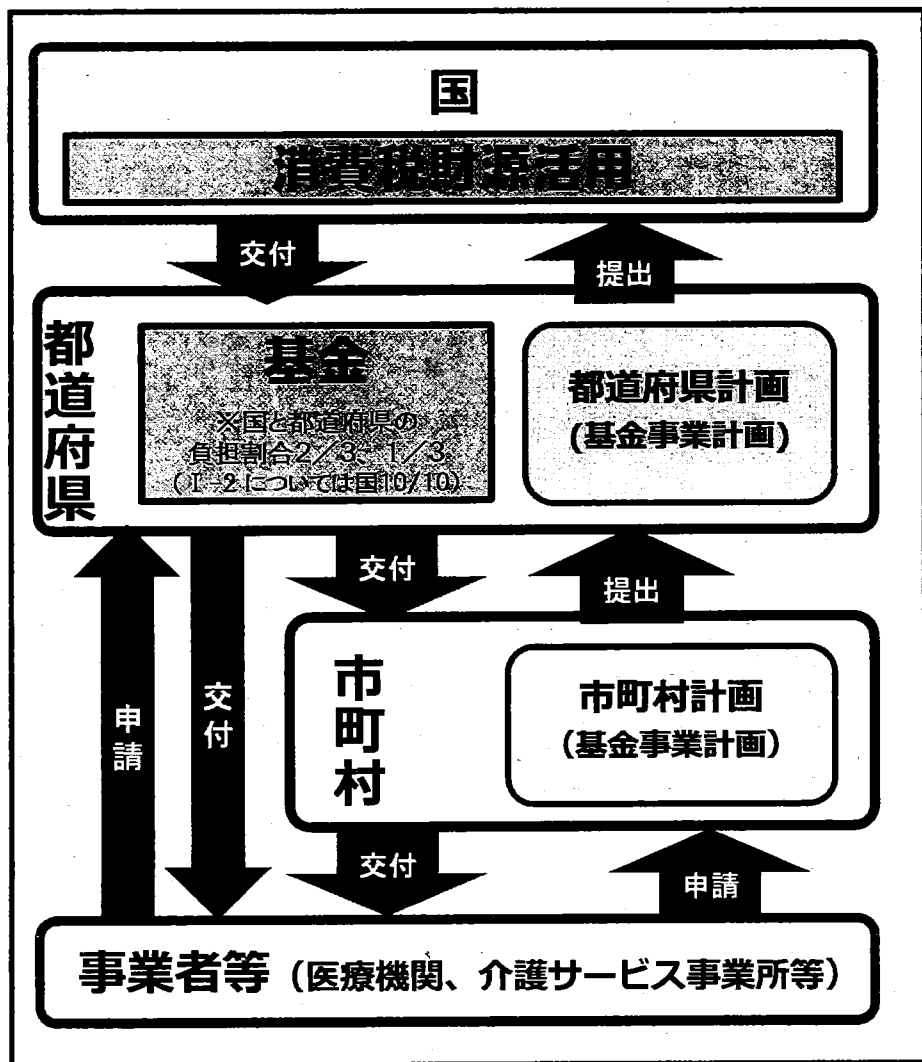 国
消費税財源活用
交付
提出
都道府県
基金
※国と都道府県の
負担割合2/3、1/3
(Ⅰ-2については国10/10)
都道府県計画
(基金事業計画)
交付
提出
申請
交付
市町村
市町村計画
(基金事業計画)
交付
申請
事業者等（医療機関、介護サービス事業所等）